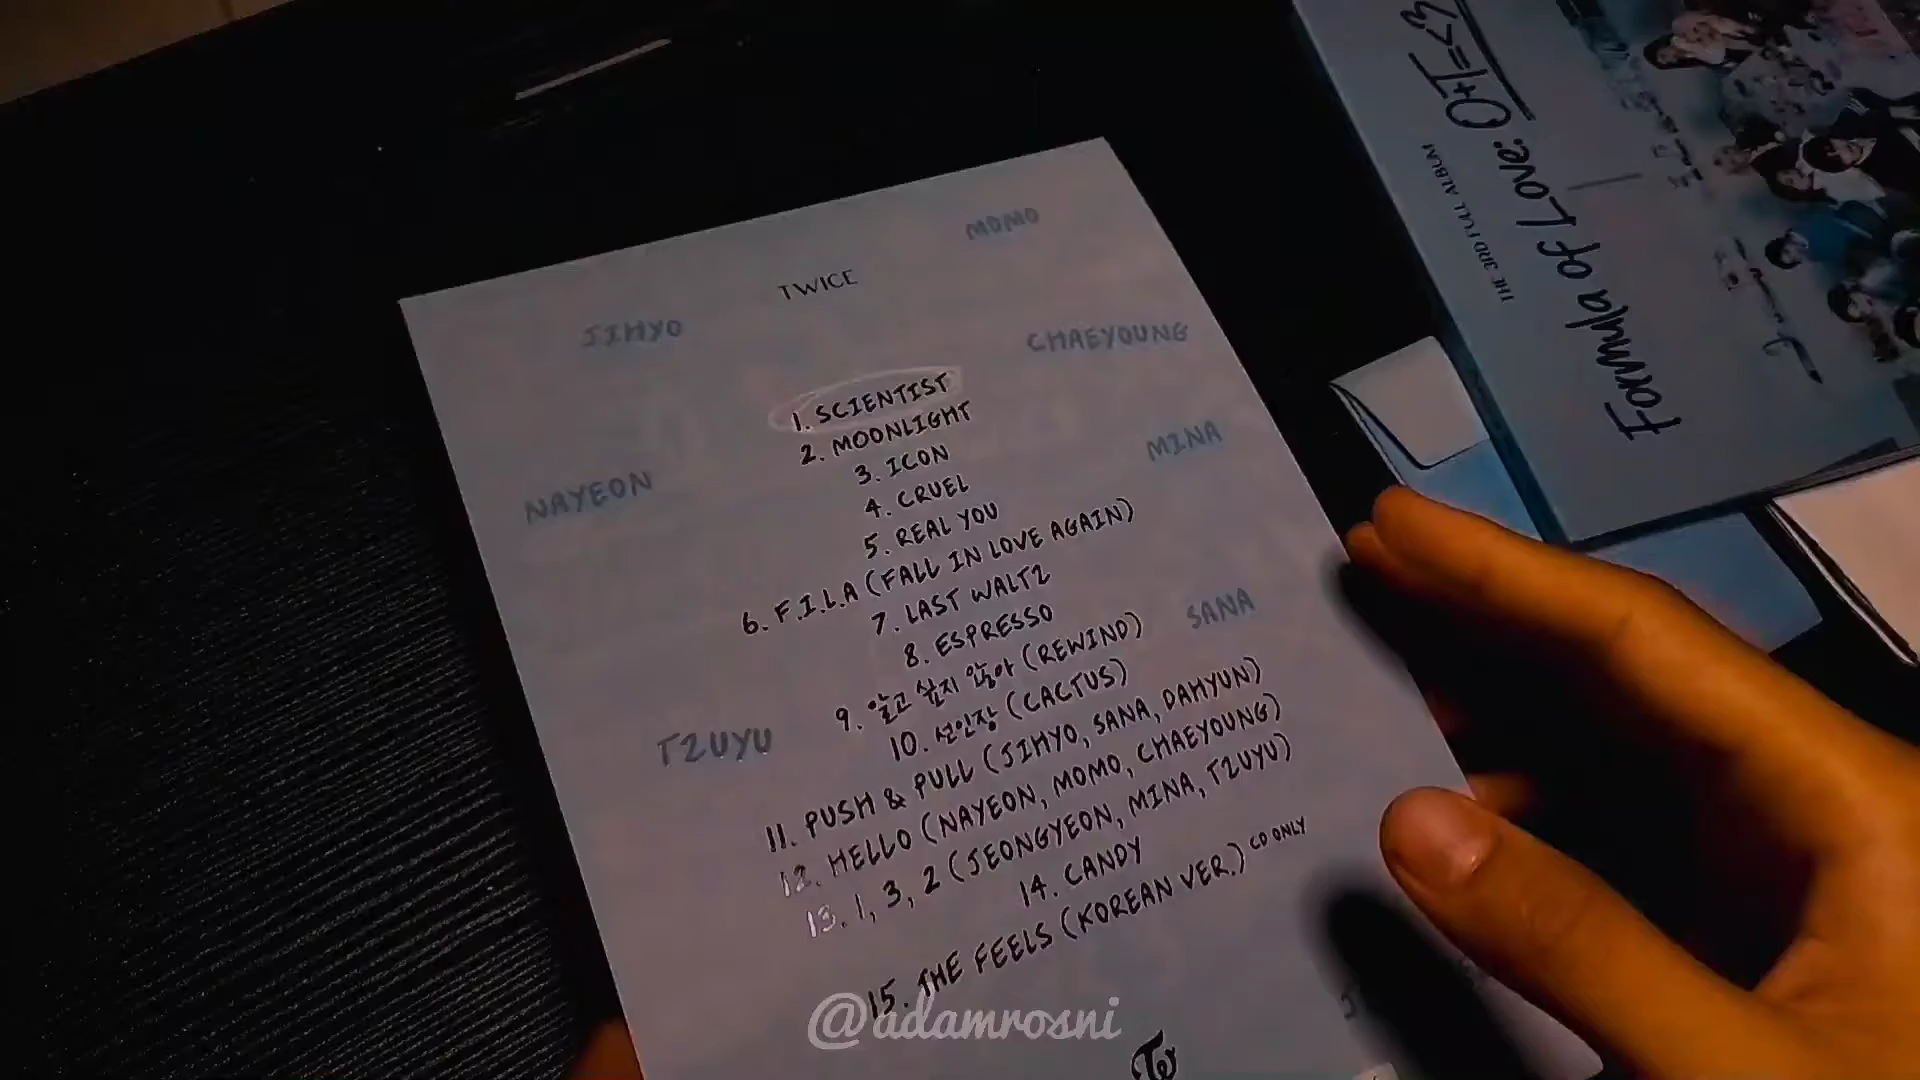 MOMO
TWICE
JIHYO
CHAEYOUNG
1. SCIENTIST
2. MOONLIGHT
MINA
3. ICON
NAYEON
4. CRUEL
5. REAL YOU
6. F.I.L.A (FALL IN LOVE AGAIN)
7. LAST WALTZ
SANA
8. ESPRESSO
9. 알고 싶지 않아 (REWIND)
TZUYU
10. 선인장 (CACTUS)
11. PUSH & PULL (JIHYO, SANA, DAHYUN)
12. HELLO (NAYEON, MOMO, CHAEYOUNG)
13. 1, 3, 2 (JEONGYEON, MINA, TZUYU)
14. CANDY
15. THE FEELS (KOREAN VER.) CD ONLY
@adamrosni
THE 3RD FULL ALBUM
Formula of Love: O+T=<3